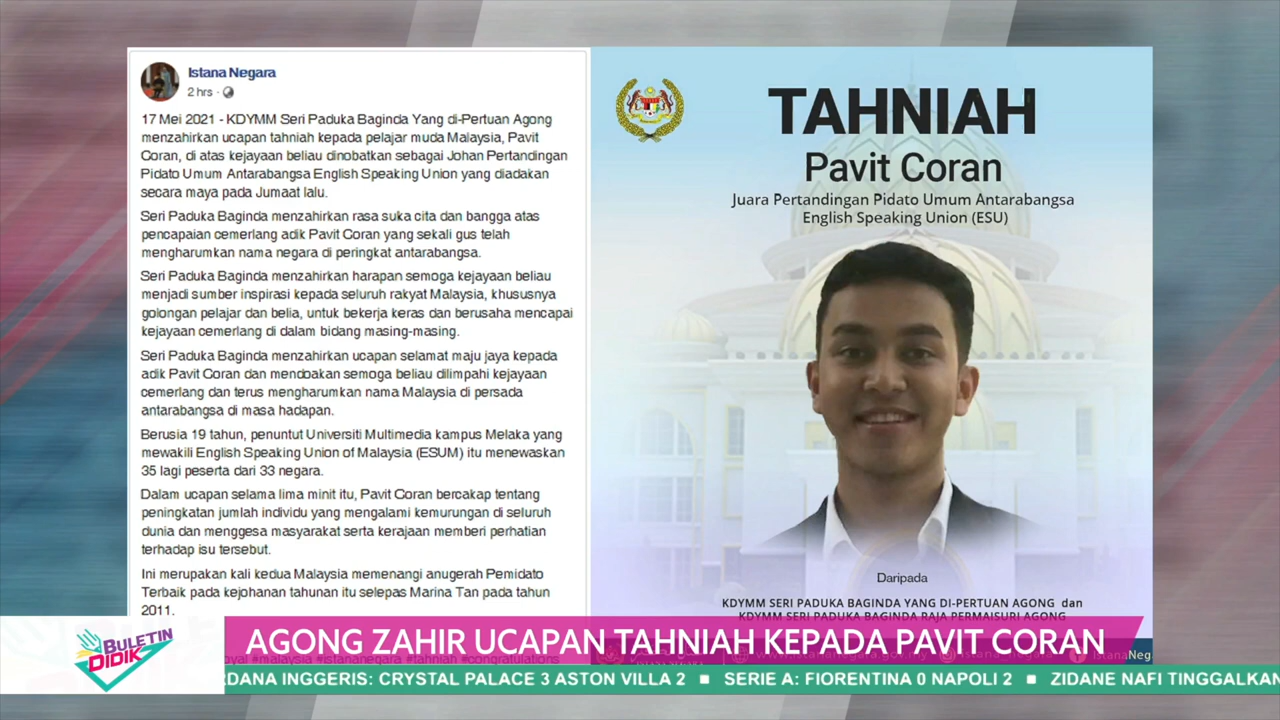 Istana Negara
2 hrs ·
17 Mei 2021 - KDYMM Seri Paduka Baginda Yang di-Pertuan Agong
menzahirkan ucapan tahniah kepada pelajar muda Malaysia, Pavit
Coran, di atas kejayaan beliau dinobatkan sebagai Johan Pertandingan
Pidato Umum Antarabangsa English Speaking Union yang diadakan
secara maya pada Jumaat lalu.
Seri Paduka Baginda menzahirkan rasa suka cita dan bangga atas
pencapaian cemerlang adik Pavit Coran yang sekali gus telah
mengharumkan nama negara di peringkat antarabangsa.
Seri Paduka Baginda menzahirkan harapan semoga kejayaan beliau
menjadi sumber inspirasi kepada seluruh rakyat Malaysia, khususnya
golongan pelajar dan belia, untuk bekerja keras dan berusaha mencapai
kejayaan cemerlang di dalam bidang masing-masing.
Seri Paduka Baginda menzahirkan ucapan selamat maju jaya kepada
adik Pavit Coran dan mendoakan semoga beliau dilimpahi kejayaan
cemerlang dan terus mengharumkan nama Malaysia di persada
antarabangsa di masa hadapan.
Berusia 19 tahun, penuntut Universiti Multimedia kampus Melaka yang
mewakili English Speaking Union of Malaysia (ESUM) itu menewaskan
35 lagi peserta dari 33 negara.
Dalam ucapan selama lima minit itu, Pavit Coran bercakap tentang
peningkatan jumlah individu yang mengalami kemurungan di seluruh
dunia dan menggesa masyarakat serta kerajaan memberi perhatian
terhadap isu tersebut.
Ini merupakan kali kedua Malaysia memenangi anugerah Pemidato
Terbaik pada kejohanan tahunan itu selepas Marina Tan pada tahun
2011.
#malaysia #istananegara #tahniah #congratulations
TAHNIAH
Pavit Coran
Juara Pertandingan Pidato Umum Antarabangsa
English Speaking Union (ESU)
Daripada
KDYMM SERI PADUKA BAGINDA YANG DI-PERTUAN AGONG dan
KDYMM SERI PADUKA BAGINDA RAJA PERMAISURI AGONG
BULETIN
DIDIK
AGONG ZAHIR UCAPAN TAHNIAH KEPADA PAVIT CORAN
RDANA INGGERIS: CRYSTAL PALACE 3 ASTON VILLA 2 ■ SERIE A: FIORENTINA 0 NAPOLI 2 ■ ZIDANE NAFI TINGGALKAN